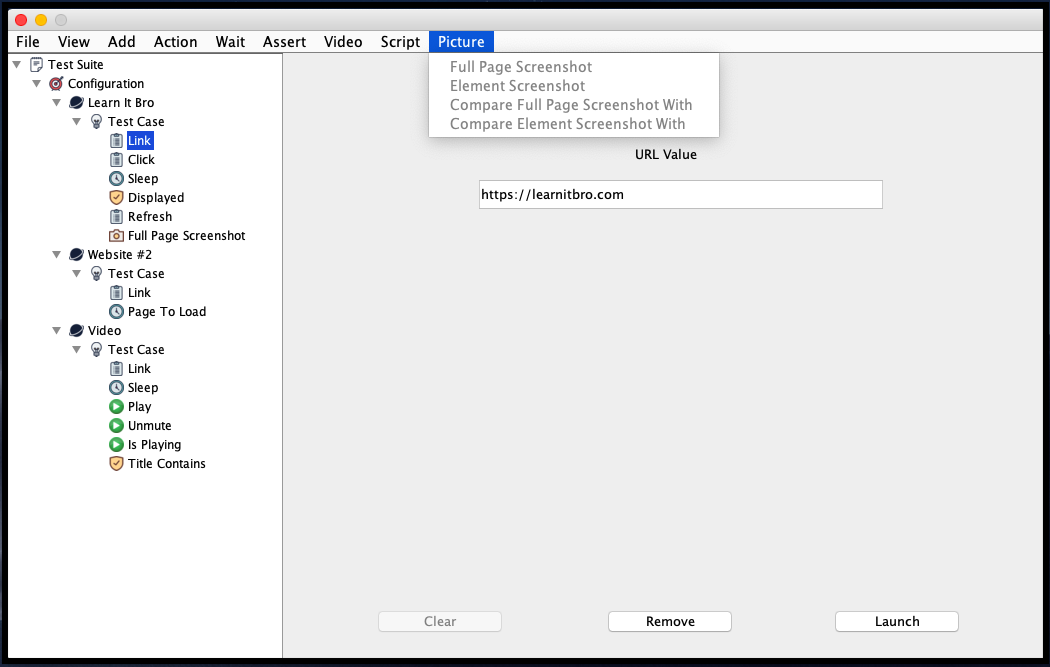 File View Add Action Wait Assert Video Script Picture
Full Page Screenshot
Element Screenshot
Compare Full Page Screenshot With
Compare Element Screenshot With
Test Suite
Configuration
Learn It Bro
Test Case
Link
Click
Sleep
Displayed
Refresh
Full Page Screenshot
Website #2
Test Case
Link
Page To Load
Video
Test Case
Link
Sleep
Play
Unmute
Is Playing
Title Contains
URL Value
https://learnitbro.com
Clear Remove Launch